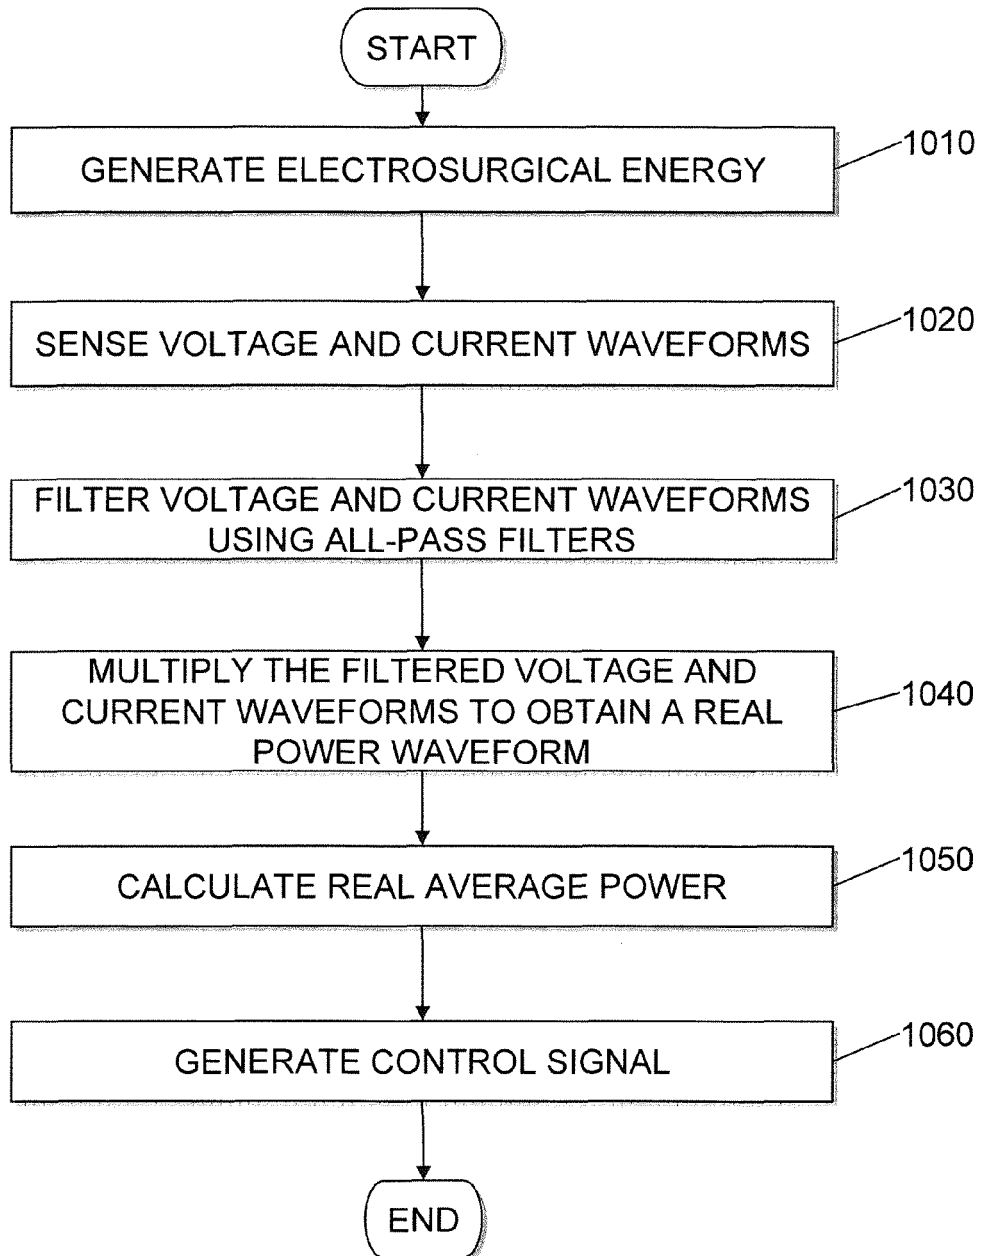 START
GENERATE ELECTROSURGICAL ENERGY
1010
SENSE VOLTAGE AND CURRENT WAVEFORMS
1020
FILTER VOLTAGE AND CURRENT WAVEFORMS
USING ALL-PASS FILTERS
1030
MULTIPLY THE FILTERED VOLTAGE AND
CURRENT WAVEFORMS TO OBTAIN A REAL
POWER WAVEFORM
1040
CALCULATE REAL AVERAGE POWER
1050
GENERATE CONTROL SIGNAL
1060
END